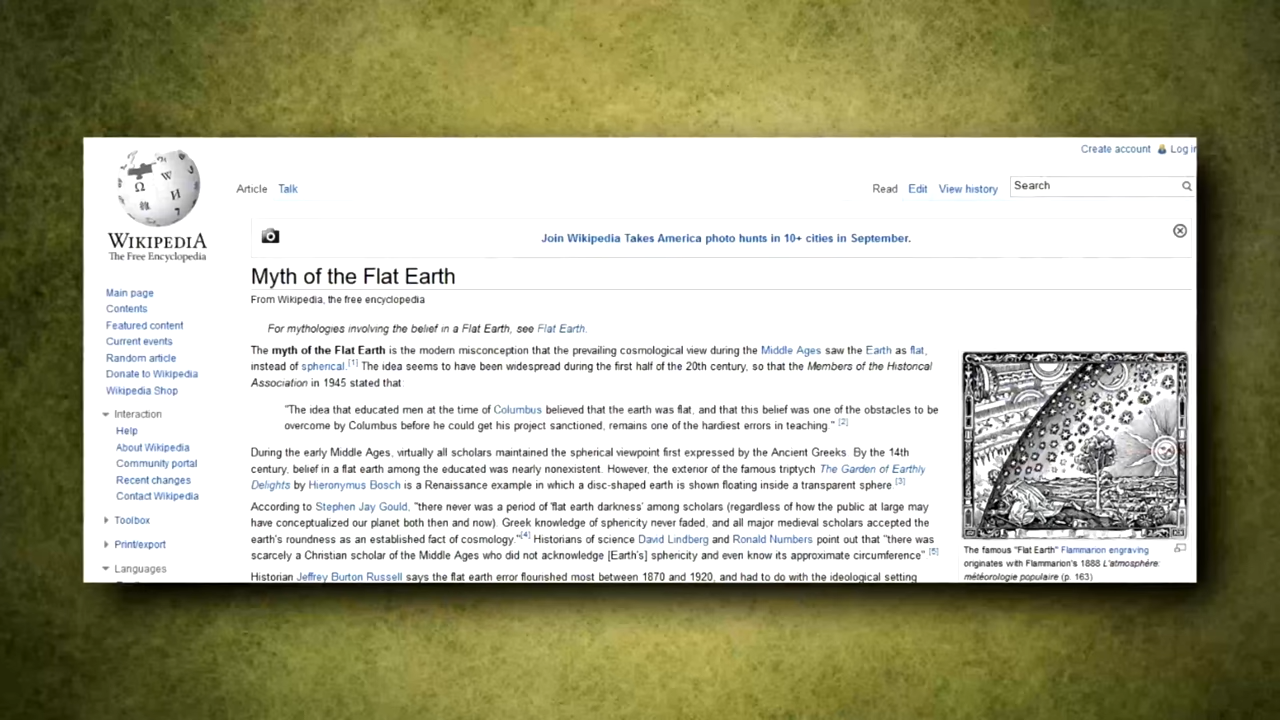 Create account Log in
Article Talk Read Edit View history Search
Join Wikipedia Takes America photo hunts in 10+ cities in September.
WIKIPEDIA
The Free Encyclopedia
Main page
Contents
Featured content
Current events
Random article
Donate to Wikipedia
Wikipedia Shop
Interaction
Help
About Wikipedia
Community portal
Recent changes
Contact Wikipedia
Toolbox
Print/export
Languages
Myth of the Flat Earth
From Wikipedia, the free encyclopedia
For mythologies involving the belief in a Flat Earth, see Flat Earth.
The myth of the Flat Earth is the modern misconception that the prevailing cosmological view during the Middle Ages saw the Earth as flat,
instead of spherical.[1] The idea seems to have been widespread during the first half of the 20th century, so that the Members of the Historical
Association in 1945 stated that:
"The idea that educated men at the time of Columbus believed that the earth was flat, and that this belief was one of the obstacles to be
overcome by Columbus before he could get his project sanctioned, remains one of the hardiest errors in teaching." [2]
During the early Middle Ages, virtually all scholars maintained the spherical viewpoint first expressed by the Ancient Greeks. By the 14th
century, belief in a flat earth among the educated was nearly nonexistent. However, the exterior of the famous triptych The Garden of Earthly
Delights by Hieronymus Bosch is a Renaissance example in which a disc-shaped earth is shown floating inside a transparent sphere.[3]
According to Stephen Jay Gould, "there never was a period of 'flat earth darkness' among scholars (regardless of how the public at large may
have conceptualized our planet both then and now). Greek knowledge of sphericity never faded, and all major medieval scholars accepted the
earth's roundness as an established fact of cosmology."[4] Historians of science David Lindberg and Ronald Numbers point out that "there was
scarcely a Christian scholar of the Middle Ages who did not acknowledge [Earth's] sphericity and even know its approximate circumference" [5]
Historian Jeffrey Burton Russell says the flat earth error flourished most between 1870 and 1920, and had to do with the ideological setting
The famous "Flat Earth" Flammarion engraving
originates with Flammarion's 1888 L'atmosphère:
météorologie populaire (p. 163)